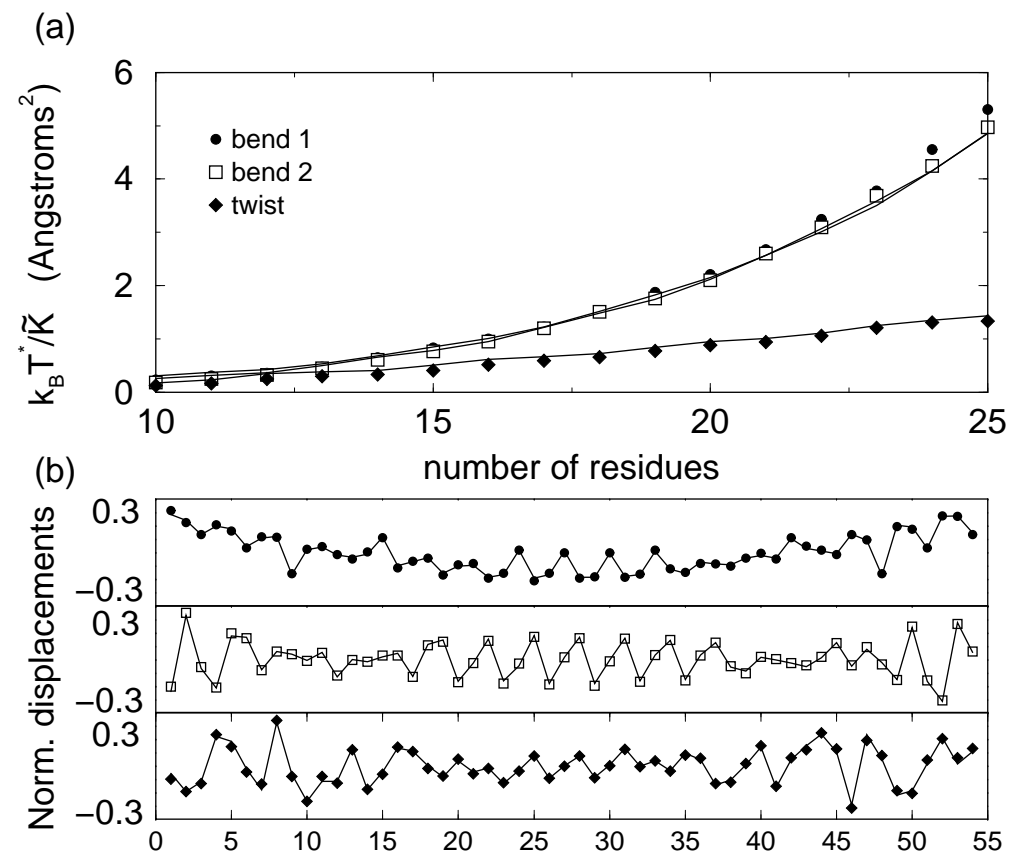 (a)
k_B T^*/K̃ (Angstroms^2)
6
4
2
0
bend 1
bend 2
twist
10 15 20 25
number of residues
(b)
Norm. displacements
0.3
−0.3
0.3
−0.3
0.3
−0.3
0 5 10 15 20 25 30 35 40 45 50 55